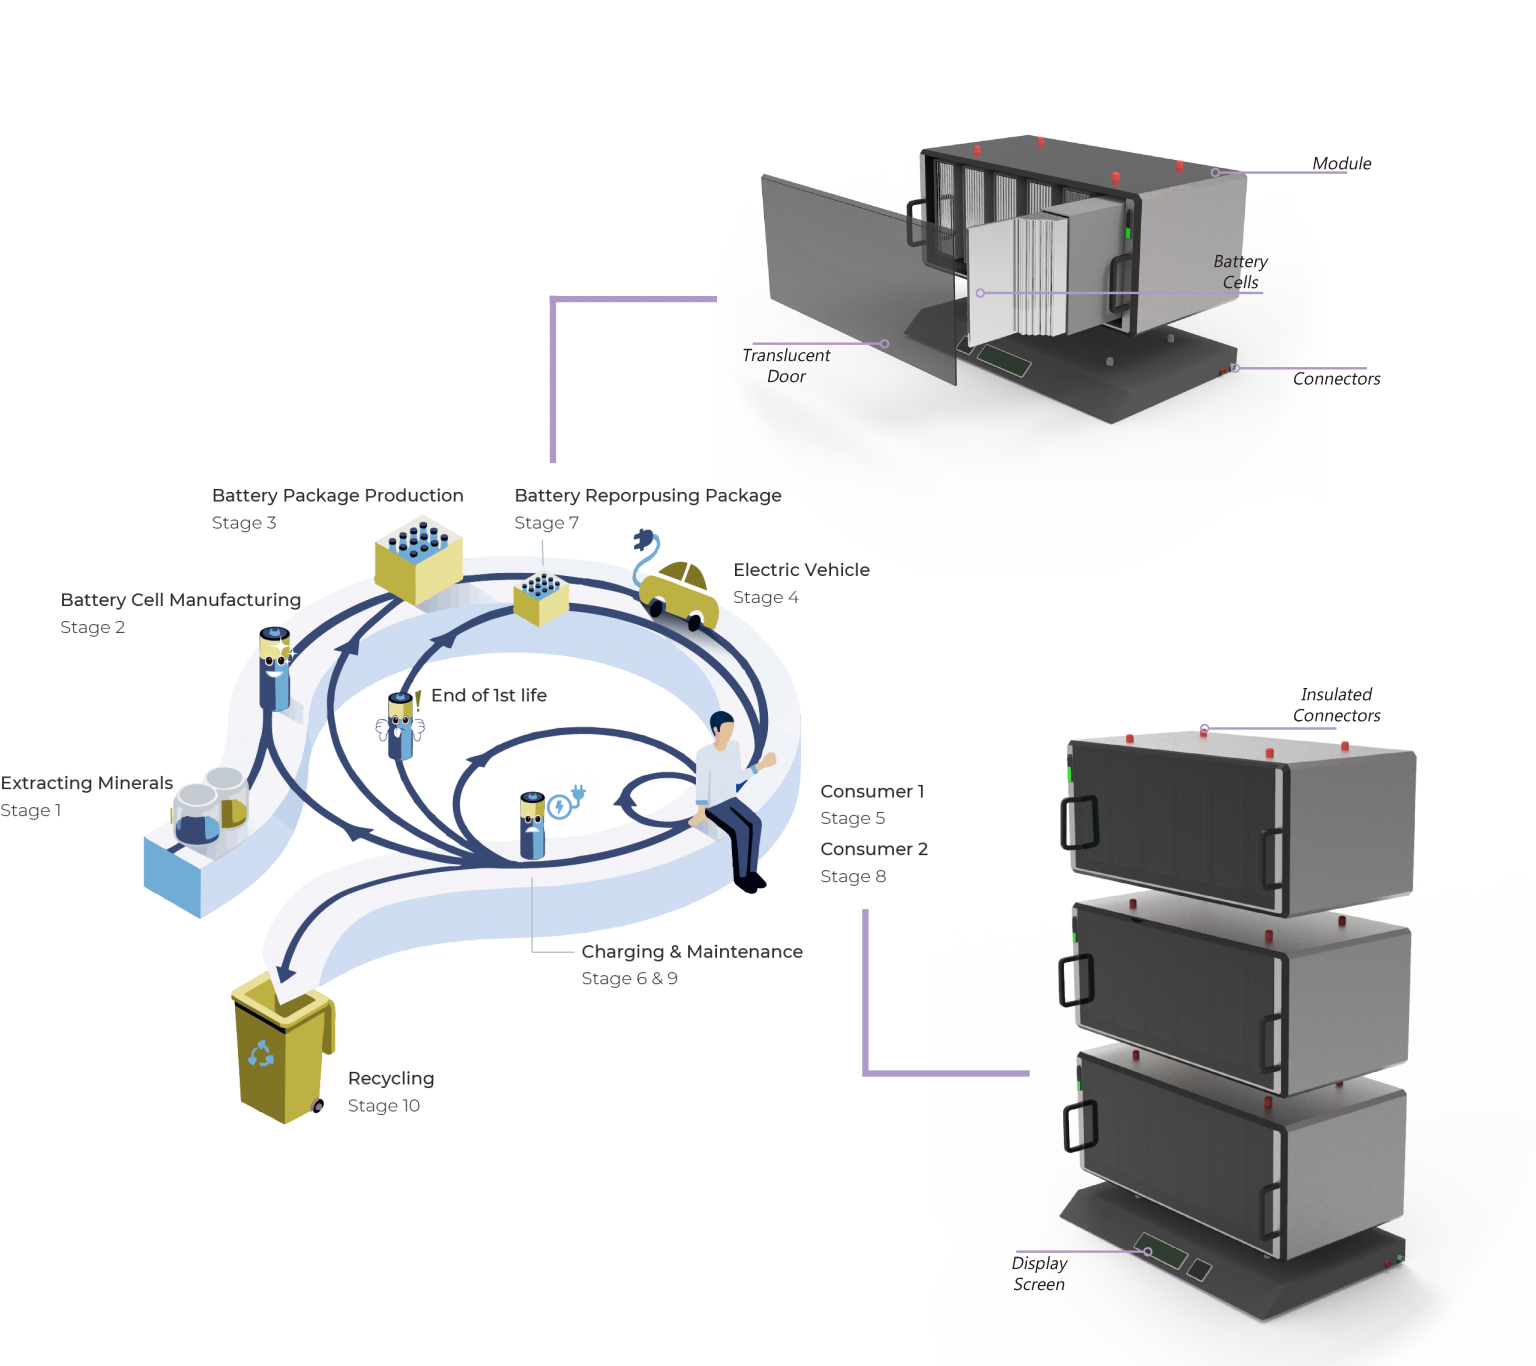 Module
Battery
Cells
Translucent
Door
Connectors
Battery Package Production
Stage 3
Battery Reporpusing Package
Stage 7
Electric Vehicle
Stage 4
Battery Cell Manufacturing
Stage 2
End of 1st life
Extracting Minerals
Stage 1
Consumer 1
Stage 5
Consumer 2
Stage 8
Charging & Maintenance
Stage 6 & 9
Recycling
Stage 10
Insulated
Connectors
Display
Screen